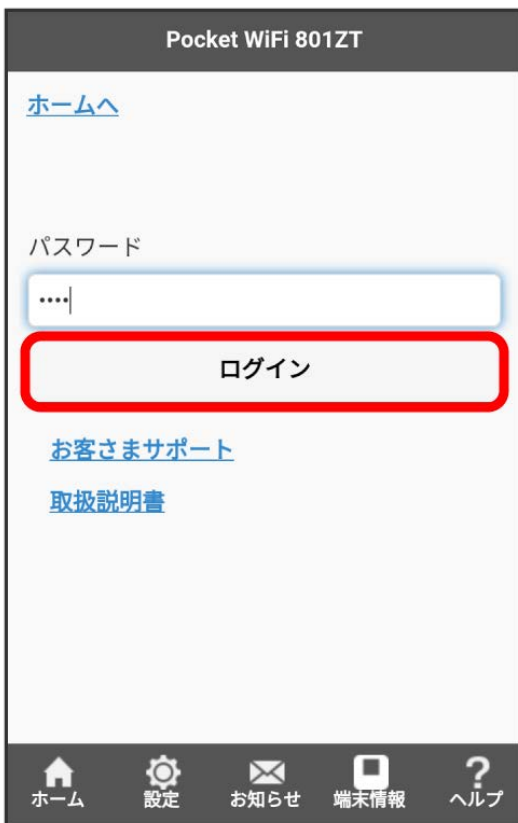 Pocket WiFi 801ZT
ホームへ
パスワード
••••
ログイン
お客さまサポート
取扱説明書
ホーム 設定 お知らせ 端末情報 ヘルプ